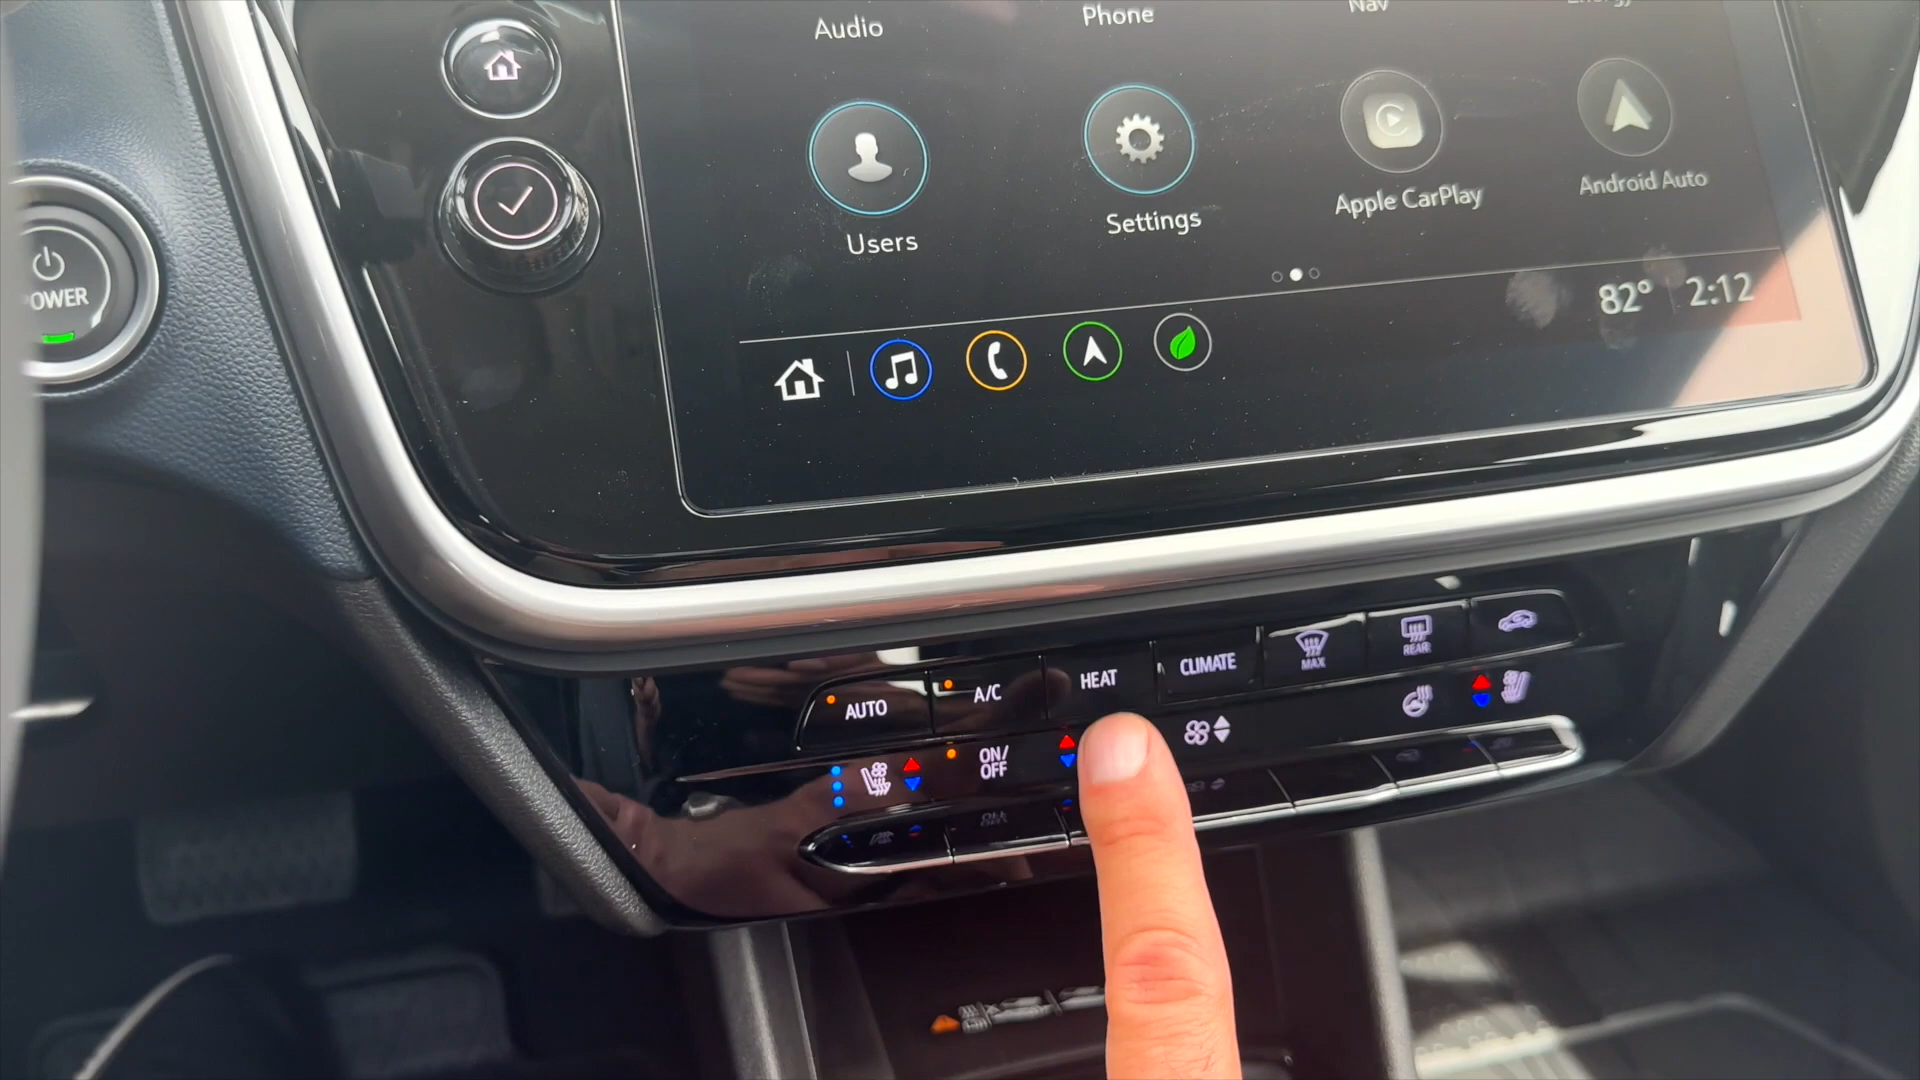 Audio
Phone
Nav
Energy
Users
Settings
Apple CarPlay
Android Auto
82° 2:12
POWER
AUTO
A/C
HEAT
CLIMATE
MAX
REAR
ON/
OFF